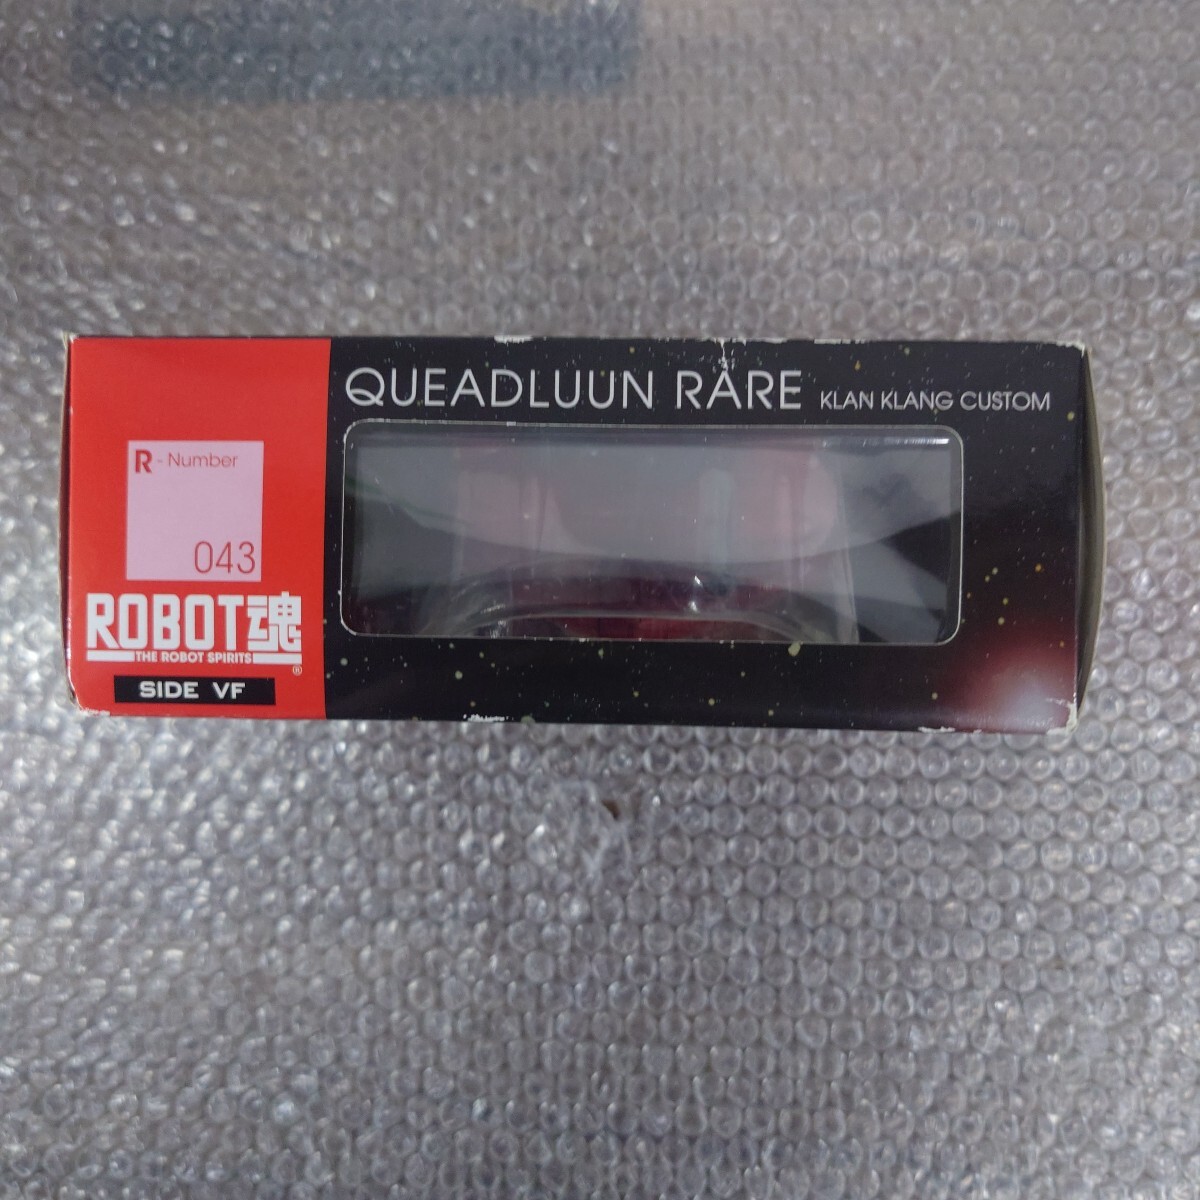 QUEADLUUN RARE KLAN KLANG CUSTOM
R - Number
043
ROBOT魂
THE ROBOT SPIRITS
®
SIDE VF